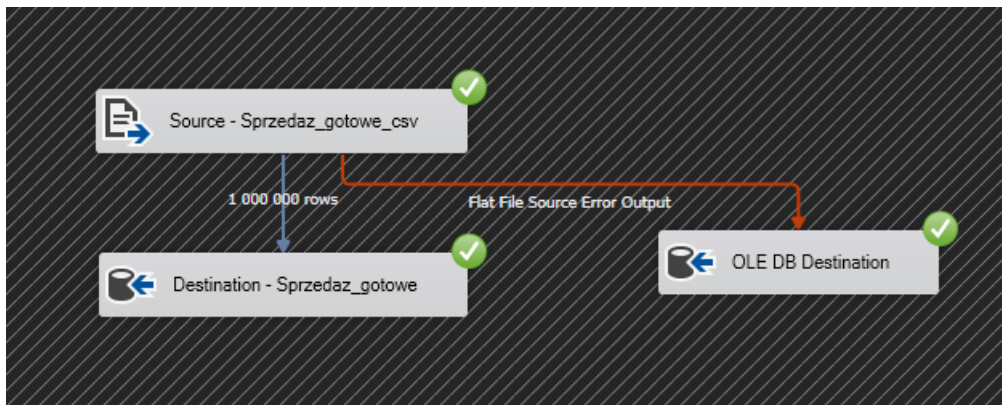 Source - Sprzedaz_gotowe_csv
1 000 000 rows
Flat File Source Error Output
Destination - Sprzedaz_gotowe
OLE DB Destination